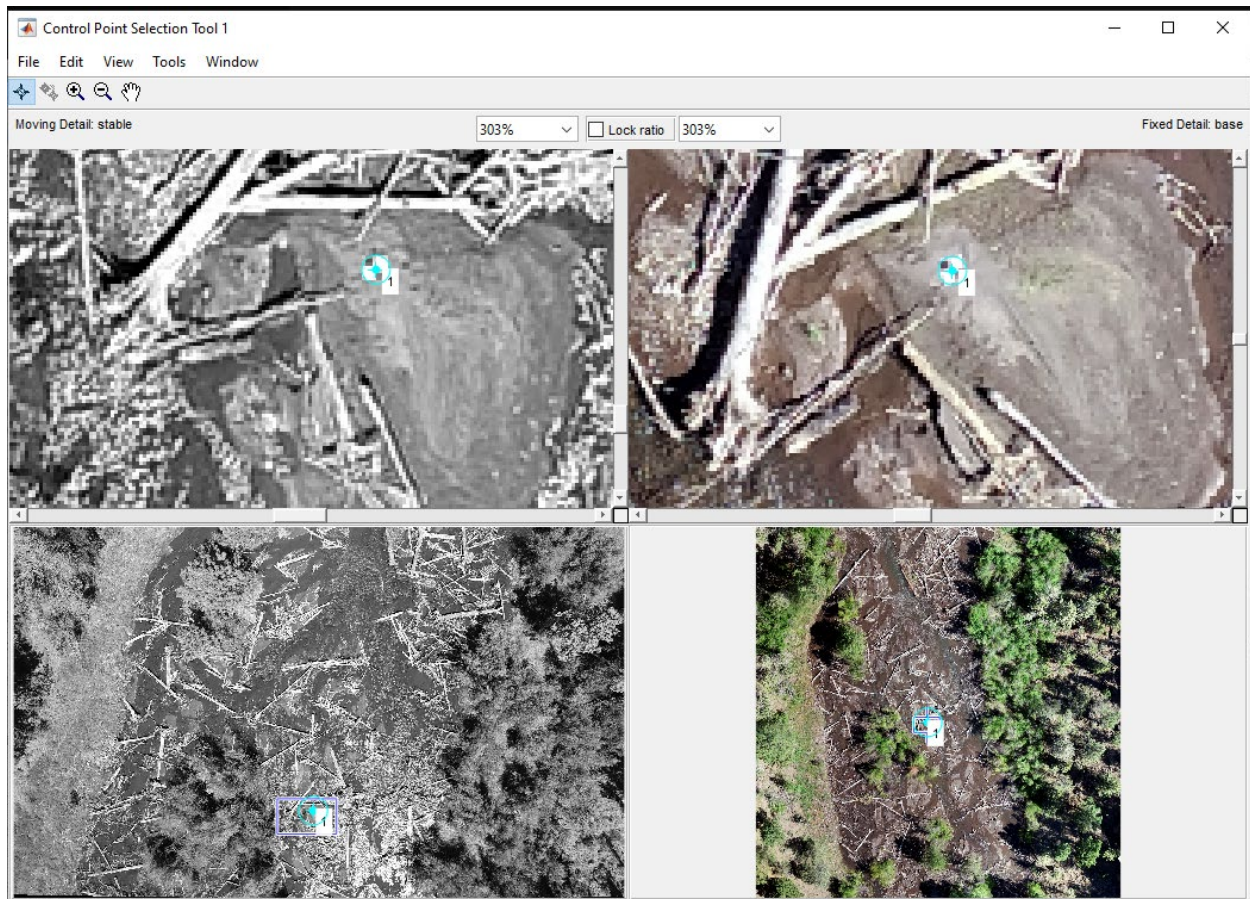 Control Point Selection Tool 1
File Edit View Tools Window
Moving Detail: stable 303% Lock ratio 303% Fixed Detail: base
1 1
1 1